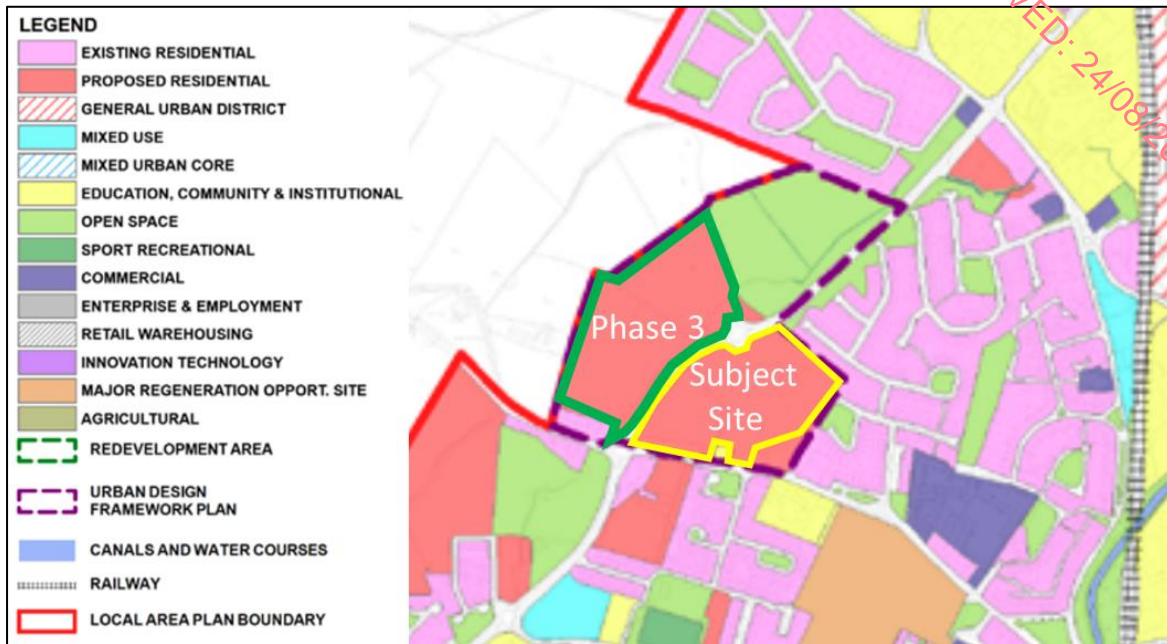 LEGEND
EXISTING RESIDENTIAL
PROPOSED RESIDENTIAL
GENERAL URBAN DISTRICT
MIXED USE
MIXED URBAN CORE
EDUCATION, COMMUNITY & INSTITUTIONAL
OPEN SPACE
SPORT RECREATIONAL
COMMERCIAL
ENTERPRISE & EMPLOYMENT
RETAIL WAREHOUSING
INNOVATION TECHNOLOGY
MAJOR REGENERATION OPPORT. SITE
AGRICULTURAL
REDEVELOPMENT AREA
URBAN DESIGN
FRAMEWORK PLAN
CANALS AND WATER COURSES
RAILWAY
LOCAL AREA PLAN BOUNDARY
Phase 3
Subject
Site
24/08/